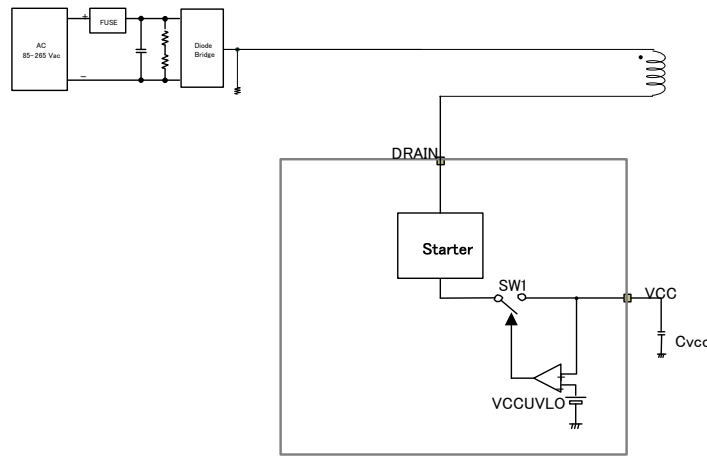 AC
85-265 Vac
+
-
FUSE
Diode
Bridge
DRAIN
Starter
SW1
VCC
Cvcc
+
-
VCCUVLO